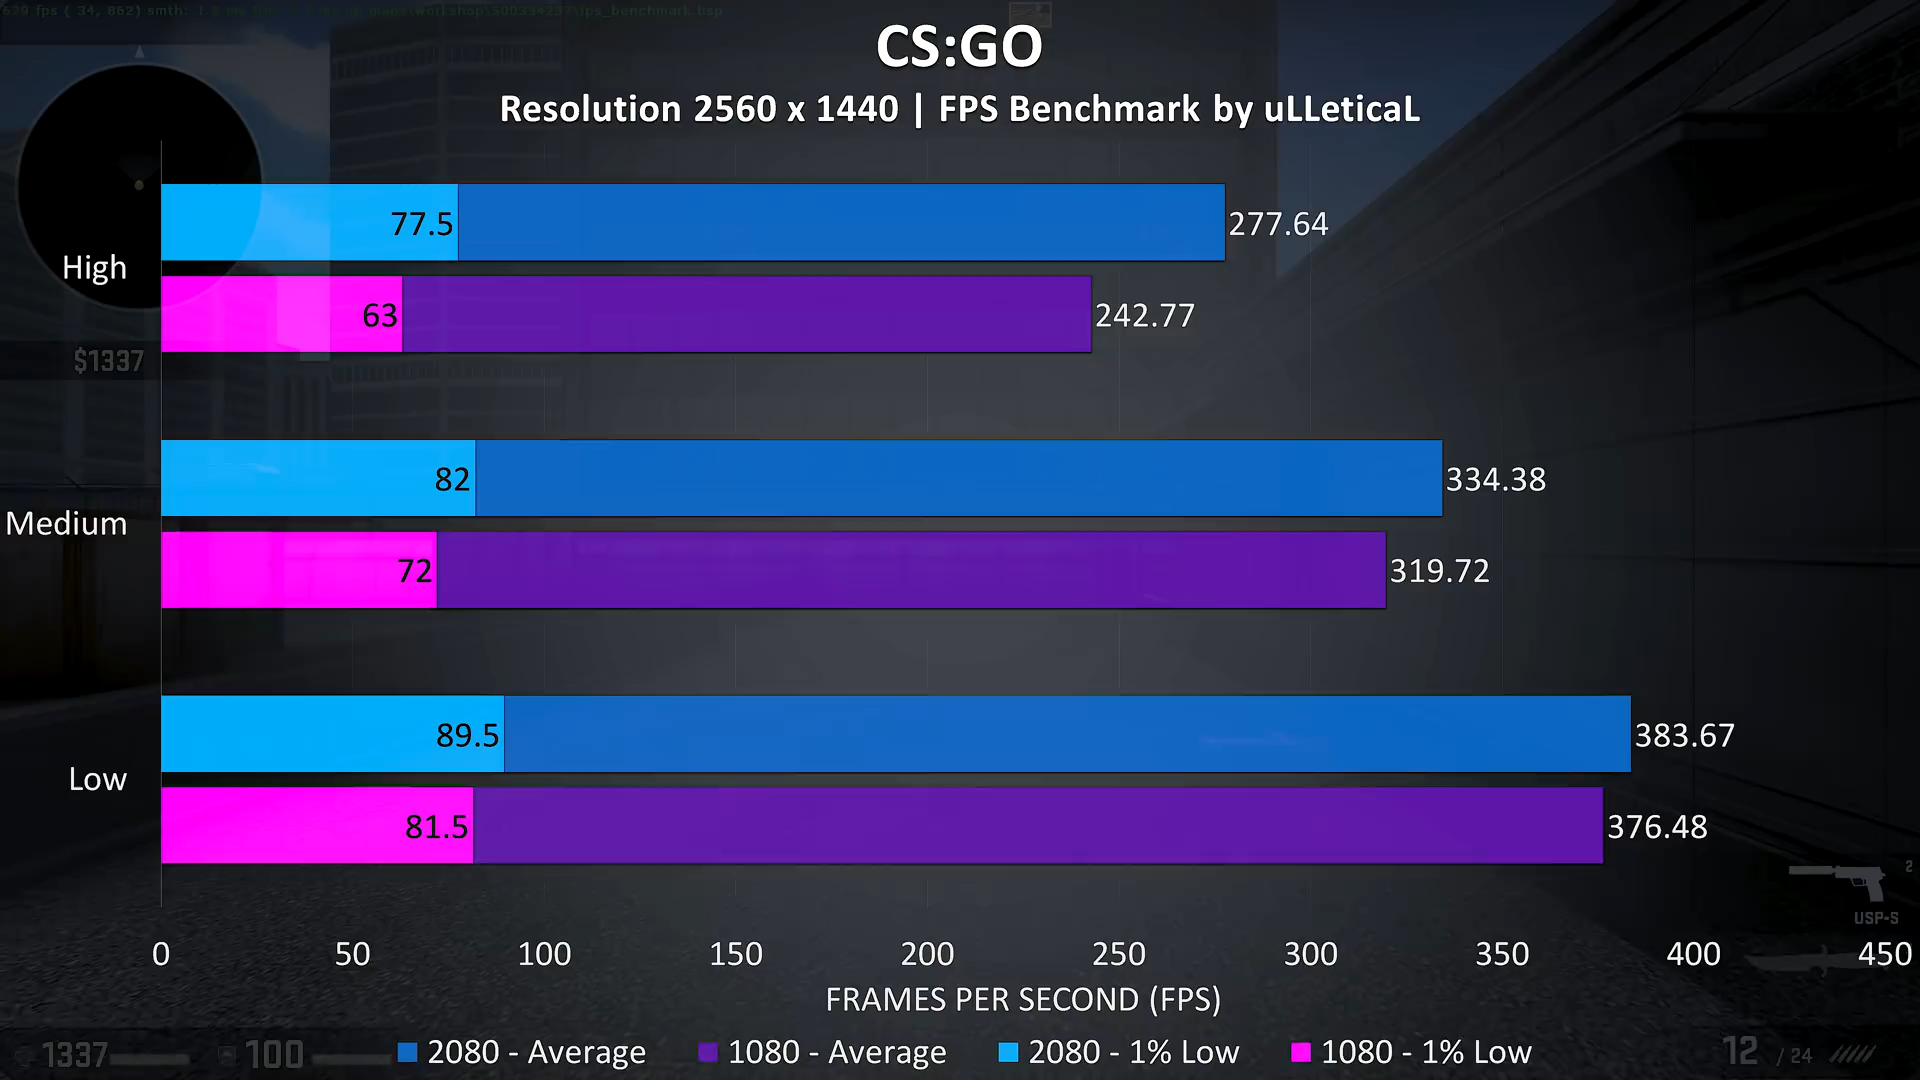 CS:GO
Resolution 2560 x 1440 | FPS Benchmark by uLLeticaL
77.5 277.64
High
63 242.77
$1337
82 334.38
Medium
72 319.72
89.5 383.67
Low
81.5 376.48
2
USP-S
0 50 100 150 200 250 300 350 400 450
FRAMES PER SECOND (FPS)
1337 100 2080 - Average 1080 - Average 2080 - 1% Low 1080 - 1% Low 12 / 24